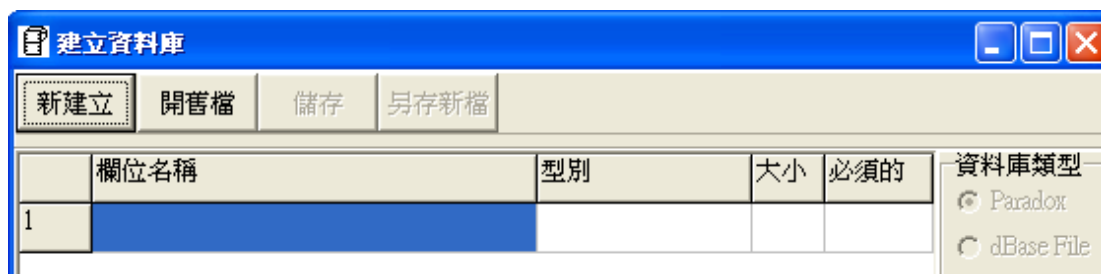 建立資料庫
新建立 開舊檔 儲存 另存新檔
欄位名稱 型別 大小 必須的 資料庫類型
1
Paradox
dBase File